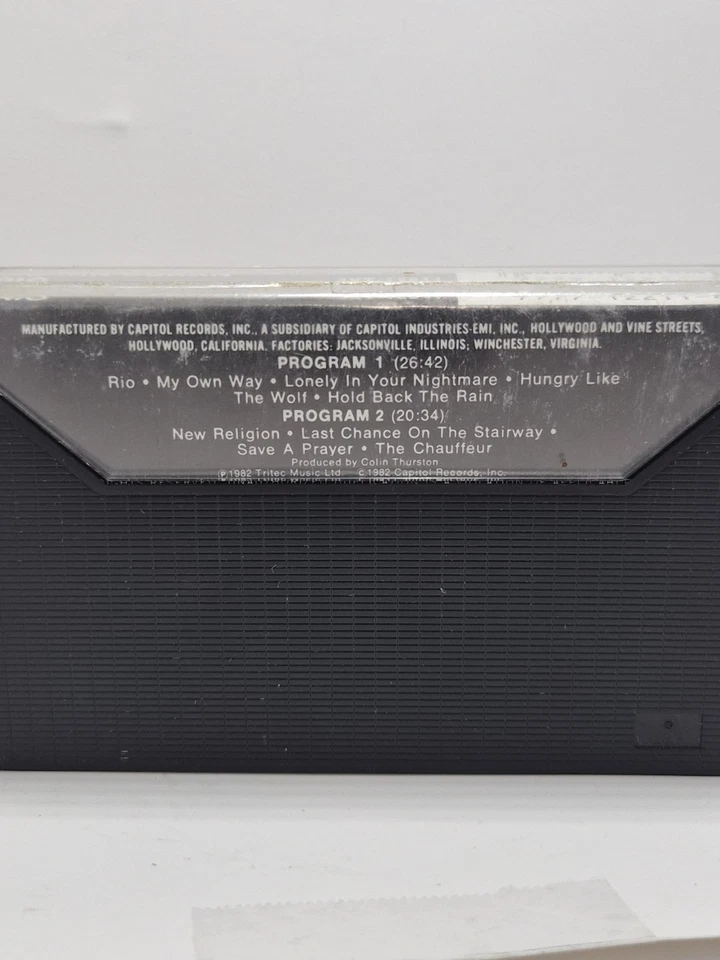 MANUFACTURED BY CAPITOL RECORDS, INC., A SUBSIDIARY OF CAPITOL INDUSTRIES-EMI, INC., HOLLYWOOD AND VINE STREETS,
HOLLYWOOD, CALIFORNIA. FACTORIES: JACKSONVILLE, ILLINOIS; WINCHESTER, VIRGINIA.
PROGRAM 1 (26:42)
Rio • My Own Way • Lonely In Your Nightmare • Hungry Like
The Wolf • Hold Back The Rain
PROGRAM 2 (20:34)
New Religion • Last Chance On The Stairway •
Save A Prayer • The Chauffeur
Produced by Colin Thurston
℗ 1982 Tritec Music Ltd. © 1982 Capitol Records, Inc.